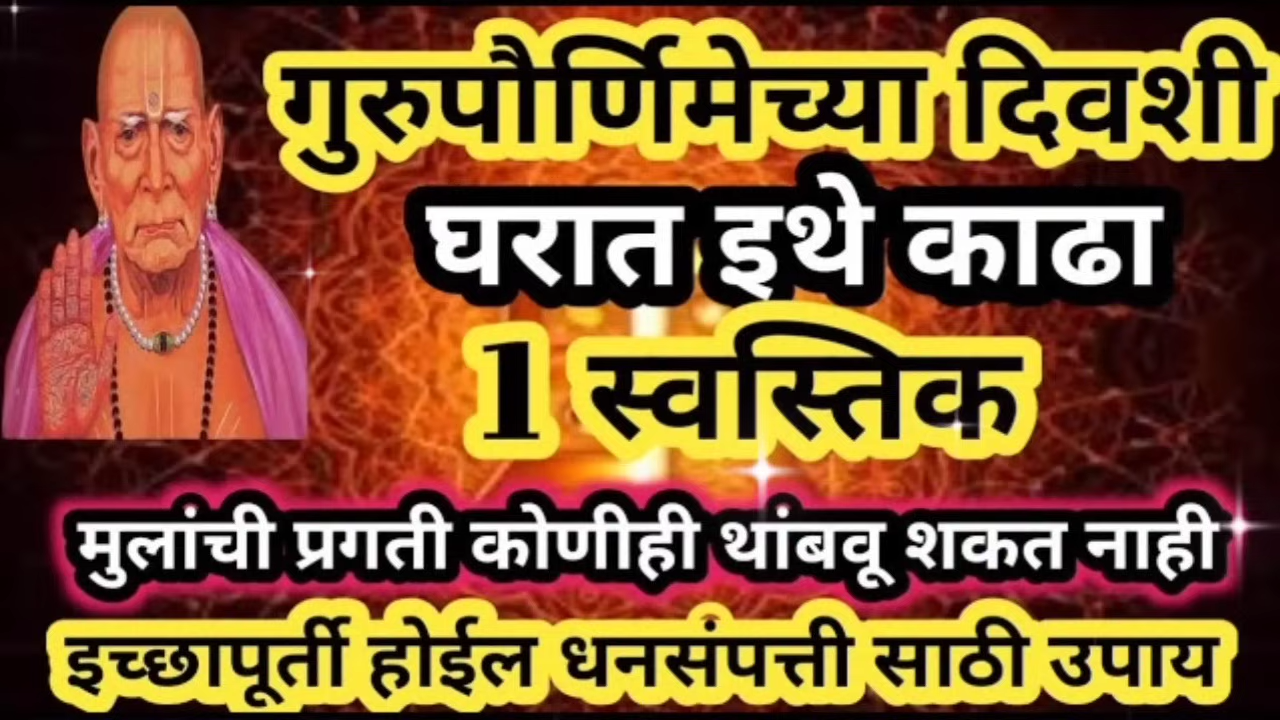 गुरुपौर्णिमेच्या दिवशी
घरात इथे काढा
1 स्वस्तिक
मुलांची प्रगती कोणीही थांबवू शकत नाही
इच्छापूर्ती होईल धनसंपत्ती साठी उपाय